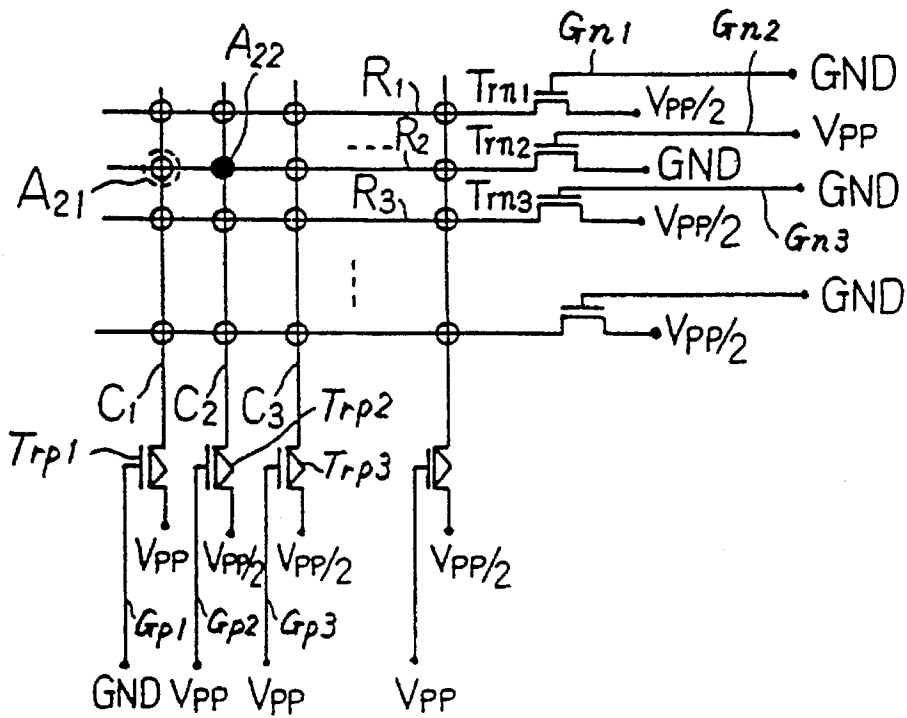 Gn1
Gn2
A22
R1
Trn1
GND
VPP/2
R2
Trn2
VPP
GND
A21
R3
Trn3
GND
VPP/2
Gn3
GND
VPP/2
C1
C2
C3
Trp2
Trp1
Trp3
VPP
VPP/2
VPP/2
VPP/2
Gp1
Gp2
Gp3
GND
VPP
VPP
VPP